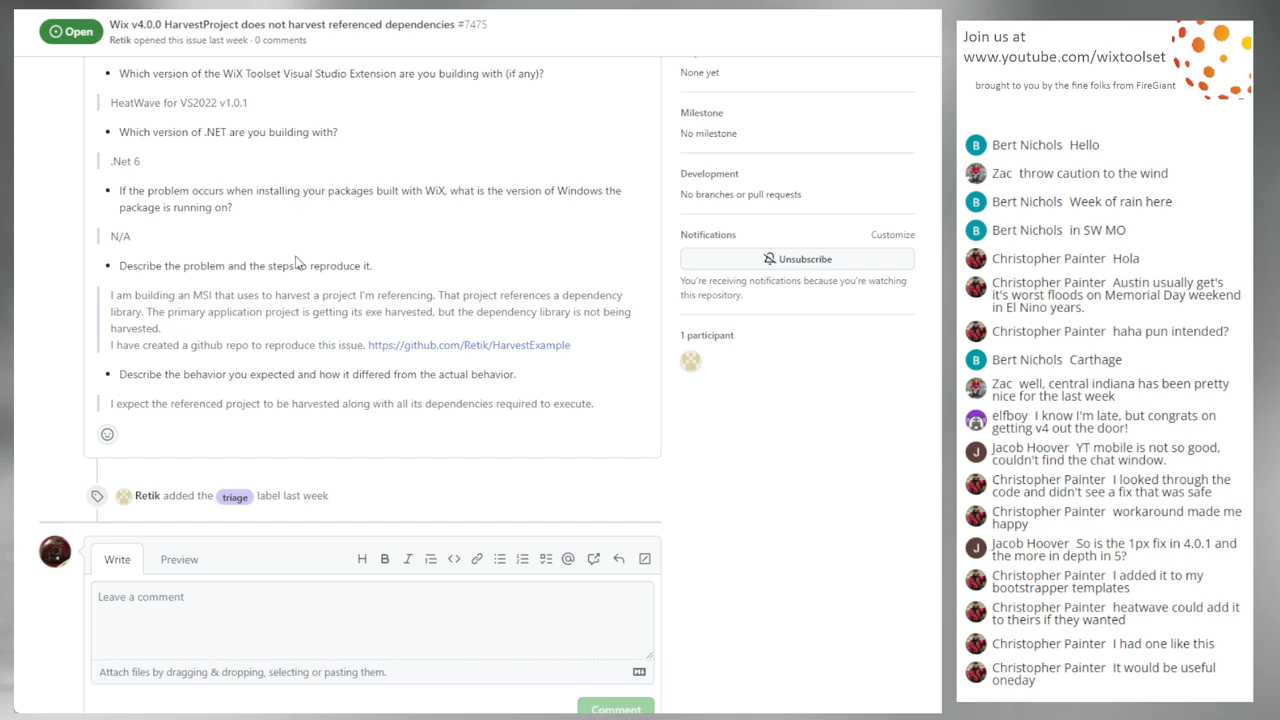 Open
Wix v4.0.0 HarvestProject does not harvest referenced dependencies #7475
Retik opened this issue last week · 0 comments
Which version of the WiX Toolset Visual Studio Extension are you building with (if any)?
HeatWave for VS2022 v1.0.1
Which version of .NET are you building with?
.Net 6
If the problem occurs when installing your packages built with WiX, what is the version of Windows the
package is running on?
N/A
Describe the problem and the steps to reproduce it.
I am building an MSI that uses to harvest a project I'm referencing. That project references a dependency
library. The primary application project is getting its exe harvested, but the dependency library is not being
harvested.
I have created a github repo to reproduce this issue. https://github.com/Retik/HarvestExample
Describe the behavior you expected and how it differed from the actual behavior.
I expect the referenced project to be harvested along with all its dependencies required to execute.
Retik added the triage label last week
Write
Preview
Leave a comment
Attach files by dragging & dropping, selecting or pasting them.
Comment
None yet
Milestone
No milestone
Development
No branches or pull requests
Notifications
Customize
Unsubscribe
You're receiving notifications because you're watching
this repository.
1 participant
Join us at
www.youtube.com/wixtoolset
brought to you by the fine folks from FireGiant
B Bert Nichols Hello
Zac throw caution to the wind
B Bert Nichols Week of rain here
B Bert Nichols in SW MO
Christopher Painter Hola
Christopher Painter Austin usually get's
it's worst floods on Memorial Day weekend
in El Nino years.
Christopher Painter haha pun intended?
B Bert Nichols Carthage
Zac well, central indiana has been pretty
nice for the last week
elfboy I know I'm late, but congrats on
getting v4 out the door!
J Jacob Hoover YT mobile is not so good,
couldn't find the chat window.
Christopher Painter I looked through the
code and didn't see a fix that was safe
Christopher Painter workaround made me
happy
J Jacob Hoover So is the 1px fix in 4.0.1 and
the more in depth in 5?
Christopher Painter I added it to my
bootstrapper templates
Christopher Painter heatwave could add it
to theirs if they wanted
Christopher Painter I had one like this
Christopher Painter It would be useful
oneday